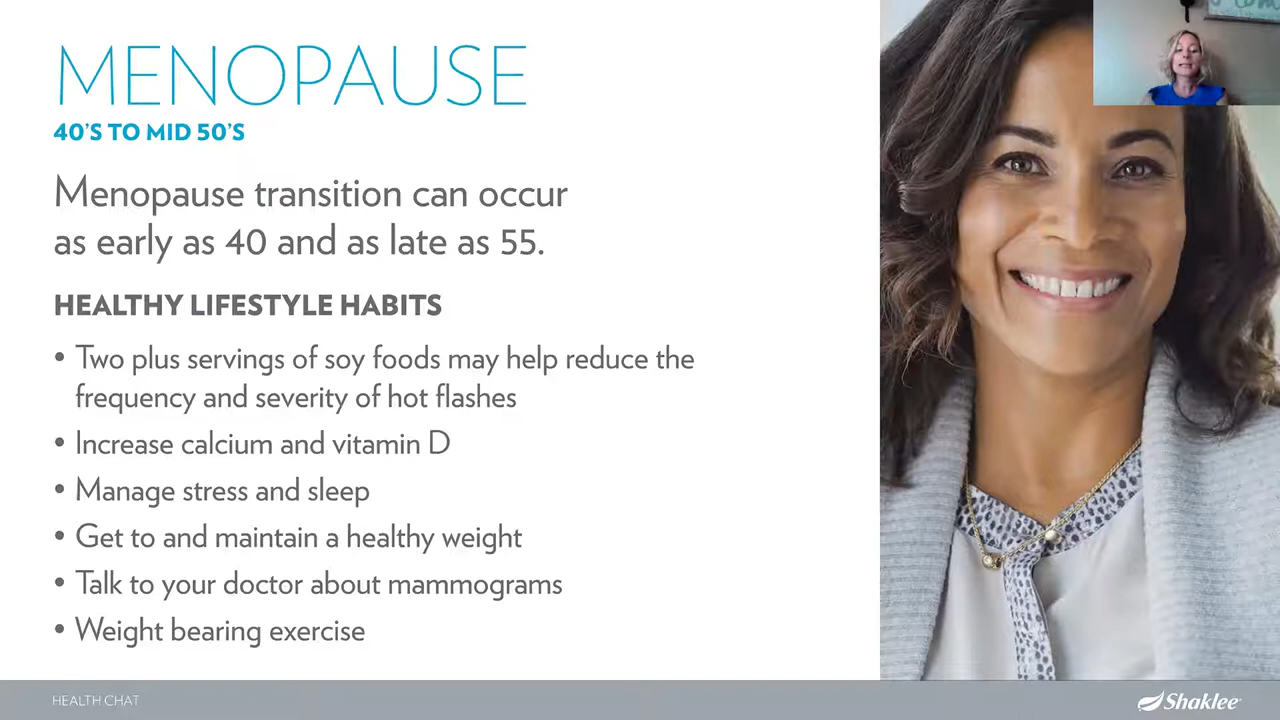 MENOPAUSE
40'S TO MID 50'S
Menopause transition can occur
as early as 40 and as late as 55.
HEALTHY LIFESTYLE HABITS
• Two plus servings of soy foods may help reduce the
frequency and severity of hot flashes
• Increase calcium and vitamin D
• Manage stress and sleep
• Get to and maintain a healthy weight
• Talk to your doctor about mammograms
• Weight bearing exercise
HEALTH CHAT
Shaklee